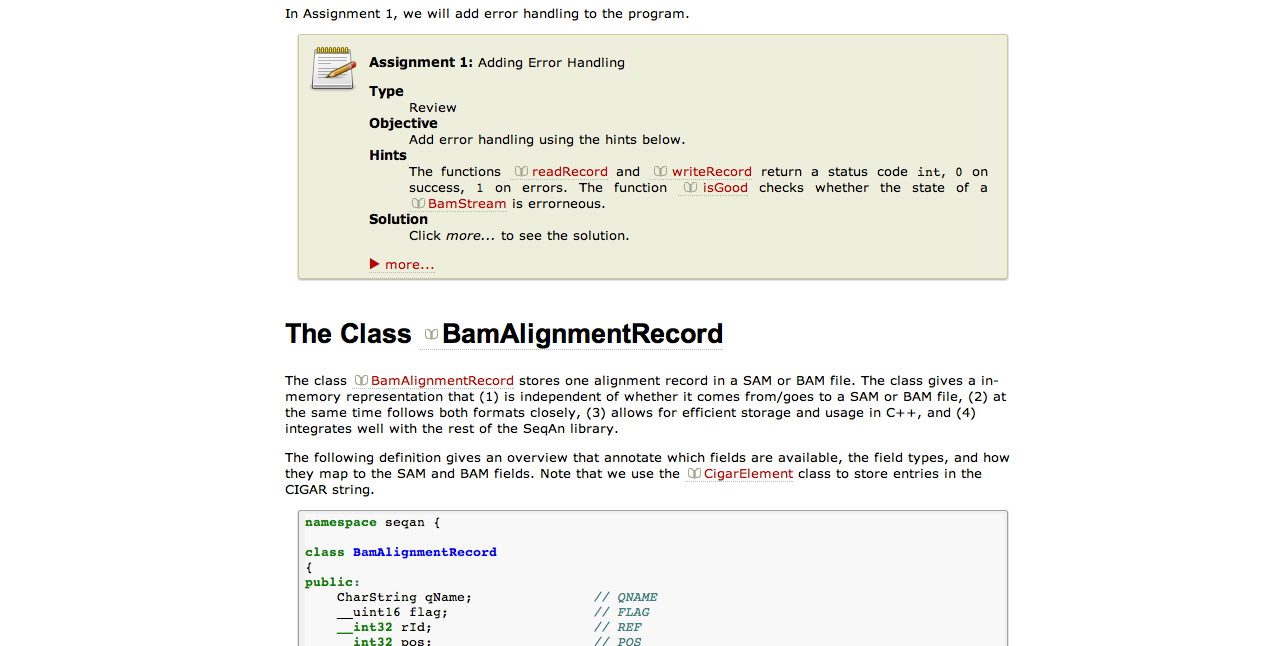 In Assignment 1, we will add error handling to the program.
Assignment 1: Adding Error Handling
Type
Review
Objective
Add error handling using the hints below.
Hints
The functions readRecord and writeRecord return a status code int, 0 on
success, 1 on errors. The function isGood checks whether the state of a
BamStream is errorneous.
Solution
Click more... to see the solution.
more...
The Class BamAlignmentRecord
The class BamAlignmentRecord stores one alignment record in a SAM or BAM file. The class gives a in-
memory representation that (1) is independent of whether it comes from/goes to a SAM or BAM file, (2) at
the same time follows both formats closely, (3) allows for efficient storage and usage in C++, and (4)
integrates well with the rest of the SeqAn library.
The following definition gives an overview that annotate which fields are available, the field types, and how
they map to the SAM and BAM fields. Note that we use the CigarElement class to store entries in the
CIGAR string.
namespace seqan {
class BamAlignmentRecord
{
public:
CharString qName; // QNAME
__uint16 flag; // FLAG
__int32 rId; // REF
__int32 pos; // POS